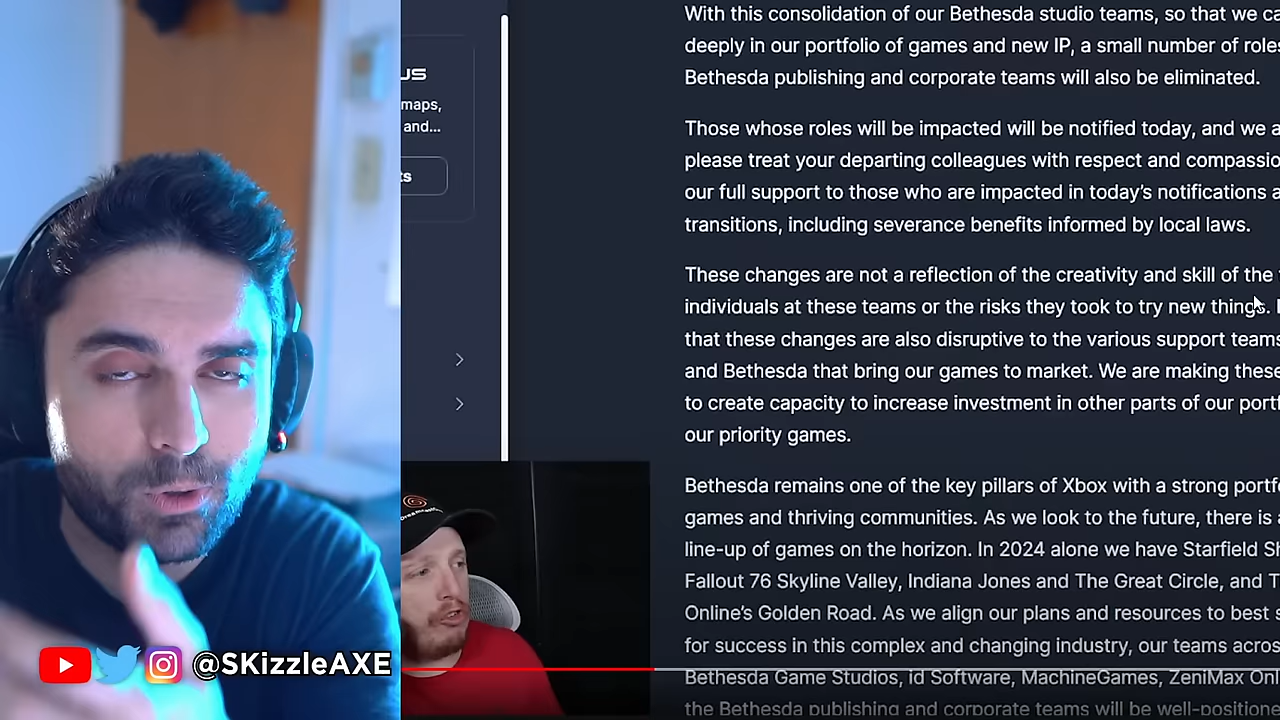 With this consolidation of our Bethesda studio teams, so that we ca
deeply in our portfolio of games and new IP, a small number of roles
Bethesda publishing and corporate teams will also be eliminated.
Those whose roles will be impacted will be notified today, and we a
please treat your departing colleagues with respect and compassio
our full support to those who are impacted in today's notifications a
transitions, including severance benefits informed by local laws.
These changes are not a reflection of the creativity and skill of the
individuals at these teams or the risks they took to try new things.
that these changes are also disruptive to the various support teams
and Bethesda that bring our games to market. We are making these
to create capacity to increase investment in other parts of our portf
our priority games.
Bethesda remains one of the key pillars of Xbox with a strong portfo
games and thriving communities. As we look to the future, there is
line-up of games on the horizon. In 2024 alone we have Starfield Sh
Fallout 76 Skyline Valley, Indiana Jones and The Great Circle, and T
Online's Golden Road. As we align our plans and resources to best s
for success in this complex and changing industry, our teams acros
Bethesda Game Studios, id Software, MachineGames, ZeniMax Onl
the Bethesda publishing and corporate teams will be well-positione
US
maps,
and...
ts
@SKizzleAXE